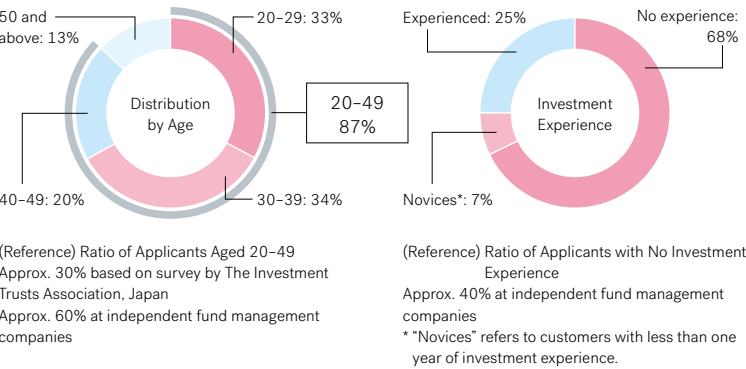 50 and
above: 13%
20–29: 33%
Distribution
by Age
20–49
87%
40–49: 20%
30–39: 34%
(Reference) Ratio of Applicants Aged 20–49
Approx. 30% based on survey by The Investment
Trusts Association, Japan
Approx. 60% at independent fund management
companies
Experienced: 25%
No experience:
68%
Investment
Experience
Novices*: 7%
(Reference) Ratio of Applicants with No Investment
Experience
Approx. 40% at independent fund management
companies
* “Novices” refers to customers with less than one
year of investment experience.